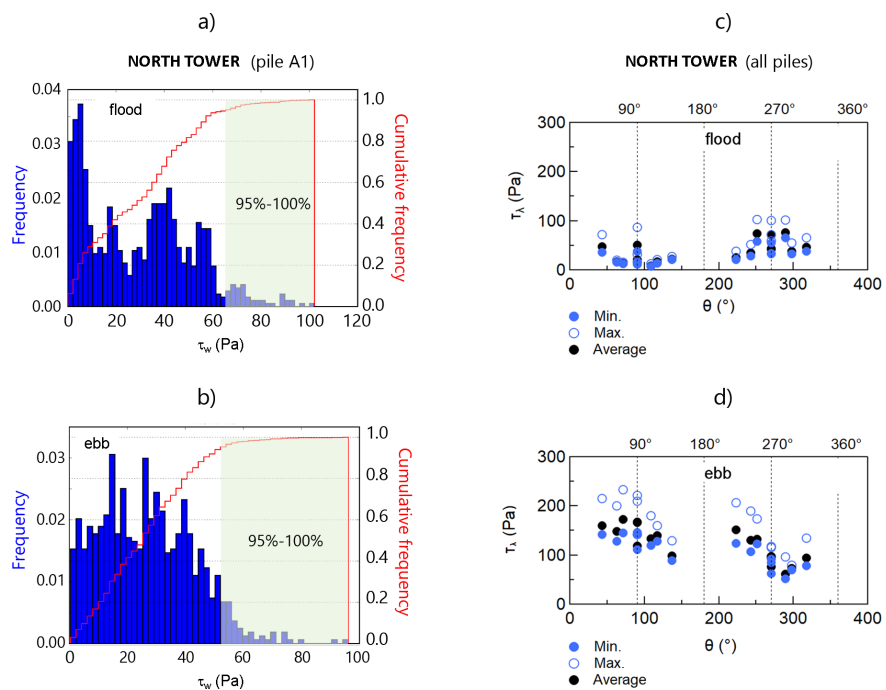 a)
NORTH TOWER (pile A1)
flood
95%-100%
0.04
0.03
0.02
0.01
0.00
Frequency
1.0
0.8
0.6
0.4
0.2
0.0
Cumulative frequency
0 20 40 60 80 100 120
τw (Pa)
c)
NORTH TOWER (all piles)
90° 180° 270° 360°
flood
300
200
100
0
τλ (Pa)
0 100 200 300 400
θ (°)
Min.
Max.
Average
b)
ebb
95%-100%
0.03
0.02
0.01
0.00
Frequency
1.0
0.8
0.6
0.4
0.2
0.0
Cumulative frequency
0 20 40 60 80 100
τw (Pa)
d)
90° 180° 270° 360°
ebb
300
200
100
0
τλ (Pa)
0 100 200 300 400
θ (°)
Min.
Max.
Average